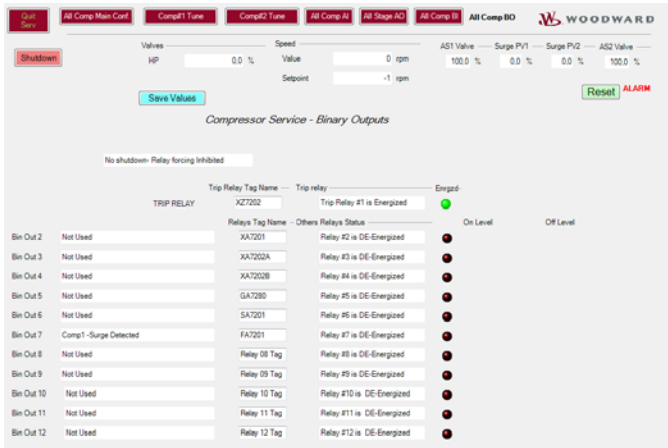 Quit Serv
All Comp Main Conf.
Comp#1 Tune
Comp#2 Tune
All Comp AI
All Stage AO
All Comp BI
All Comp BO
WOODWARD
Shutdown
Valves
Speed
AS1 Valve
Surge PV1
Surge PV2
AS2 Valve
HP 0.0 %
Value 0 rpm
100.0 %
0.0 %
0.0 %
100.0 %
Setpoint -1 rpm
Save Values
Reset
ALARM
Compressor Service - Binary Outputs
No shutdown- Relay forcing Inhibited
Trip Relay Tag Name
Trip relay
Enrgzd
TRIP RELAY XZ7202 Trip Relay #1 is Energized
Relays Tag Name
Others Relays Status
On Level
Off Level
Bin Out 2 Not Used XA7201 Relay #2 is DE-Energized
Bin Out 3 Not Used XA7202A Relay #3 is DE-Energized
Bin Out 4 Not Used XA7202B Relay #4 is DE-Energized
Bin Out 5 Not Used GA7280 Relay #5 is DE-Energized
Bin Out 6 Not Used SA7201 Relay #6 is DE-Energized
Bin Out 7 Comp1 -Surge Detected FA7201 Relay #7 is DE-Energized
Bin Out 8 Not Used Relay 08 Tag Relay #8 is DE-Energized
Bin Out 9 Not Used Relay 09 Tag Relay #9 is DE-Energized
Bin Out 10 Not Used Relay 10 Tag Relay #10 is DE-Energized
Bin Out 11 Not Used Relay 11 Tag Relay #11 is DE-Energized
Bin Out 12 Not Used Relay 12 Tag Relay #12 is DE-Energized